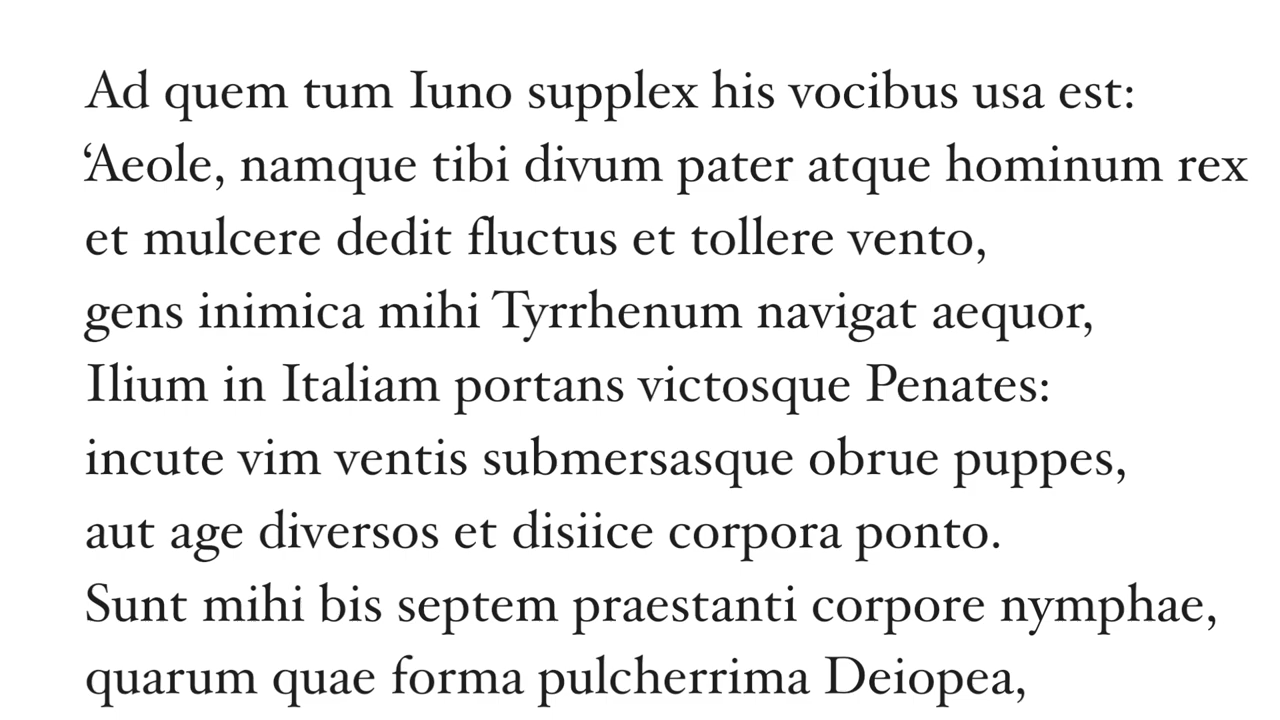 Ad quem tum Iuno supplex his vocibus usa est:
‘Aeole, namque tibi divum pater atque hominum rex
et mulcere dedit fluctus et tollere vento,
gens inimica mihi Tyrrhenum navigat aequor,
Ilium in Italiam portans victosque Penates:
incute vim ventis submersasque obrue puppes,
aut age diversos et disiice corpora ponto.
Sunt mihi bis septem praestanti corpore nymphae,
quarum quae forma pulcherrima Deiopea,